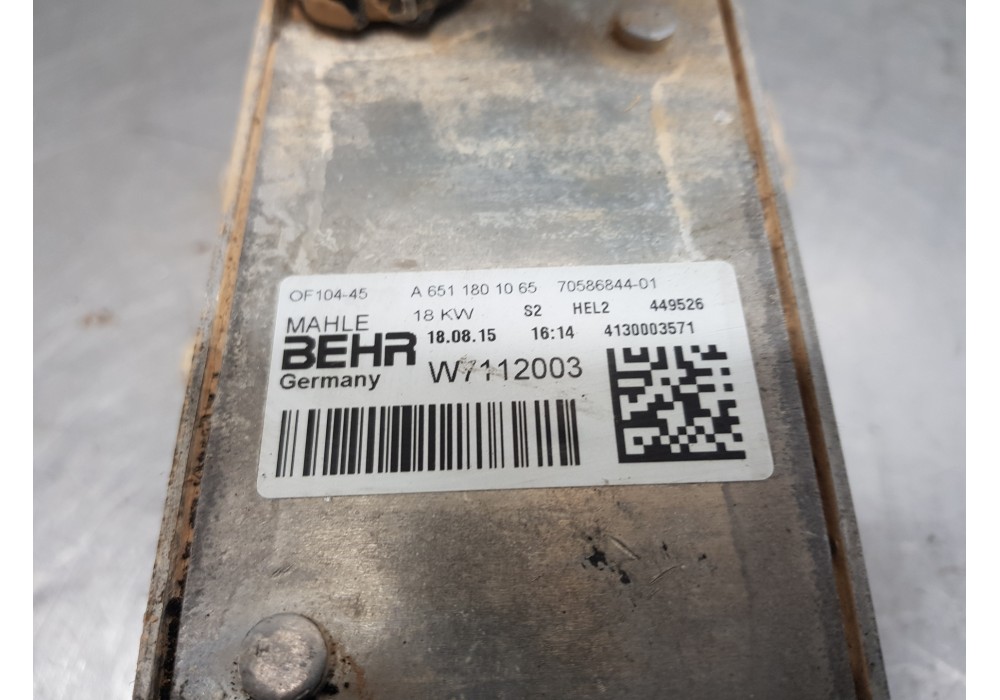 OF104-45 A 651 180 10 65 70586844-01
MAHLE 18 KW S2 HEL2 449526
BEHR 18.08.15 16:14 4130003571
Germany W7112003